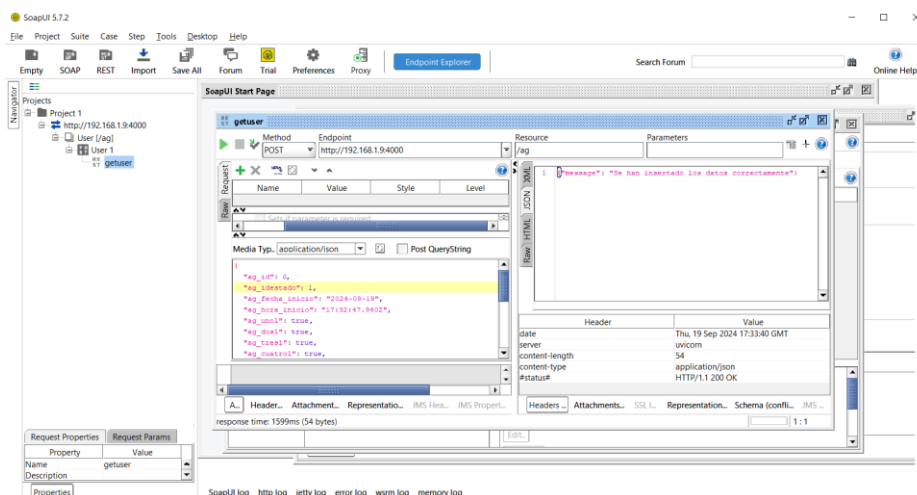 SoapUI 5.7.2
File Project Suite Case Step Tools Desktop Help
Empty SOAP REST Import Save All Forum Trial Preferences Proxy
Endpoint Explorer
Search Forum
Online Help
Navigator
Projects
Project 1
http://192.168.1.9:4000
User [/ag]
User 1
getuser
SoapUI Start Page
getuser
Method Endpoint Resource Parameters
POST http://192.168.1.9:4000 /ag
Request
Raw
Name Value Style Level
Sets if parameter is required
Media Typ... application/json Post QueryString
{
"ag_id": 0,
"ag_idestado": 1,
"ag_fecha_inicio": "2024-09-19",
"ag_hora_inicio": "17:32:47.940Z",
"ag_unol": true,
"ag_dosl": true,
"ag_tresl": true,
"ag_cuatrol": true,
A... Header... Attachment... Representatio... JMS Hea... JMS Propert...
response time: 1599ms (54 bytes)
XML
JSON
HTML
Raw
1 {"message": "Se han insertado los datos correctamente"}
Header Value
date Thu, 19 Sep 2024 17:33:40 GMT
server uvicorn
content-length 54
content-type application/json
#status# HTTP/1.1 200 OK
Headers ... Attachments... SSL I... Representation... Schema (confli... JMS ...
1 : 1
Edit,
Request Properties Request Params
Property Value
Name getuser
Description
Properties
SoapUI log http log jetty log error log wsrm log memory log